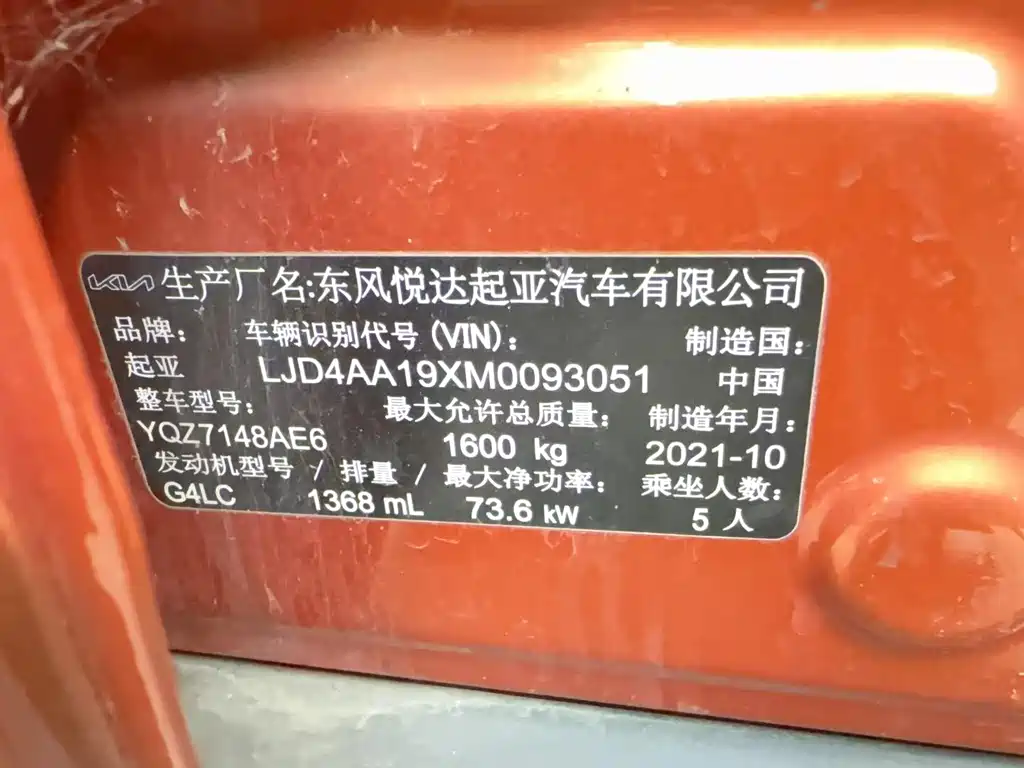 KIA 生产厂名:东风悦达起亚汽车有限公司
品牌: 车辆识别代号 (VIN): 制造国:
起亚 LJD4AA19XM0093051 中国
整车型号: 最大允许总质量: 制造年月:
YQZ7148AE6 1600 kg 2021-10
发动机型号 / 排量 / 最大净功率: 乘坐人数:
G4LC 1368 mL 73.6 kW 5 人